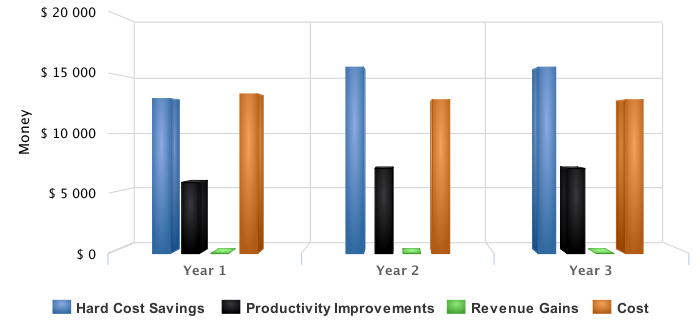 $ 20 000
$ 15 000
$ 10 000
$ 5 000
$ 0
Money
Year 1
Year 2
Year 3
Hard Cost Savings
Productivity Improvements
Revenue Gains
Cost